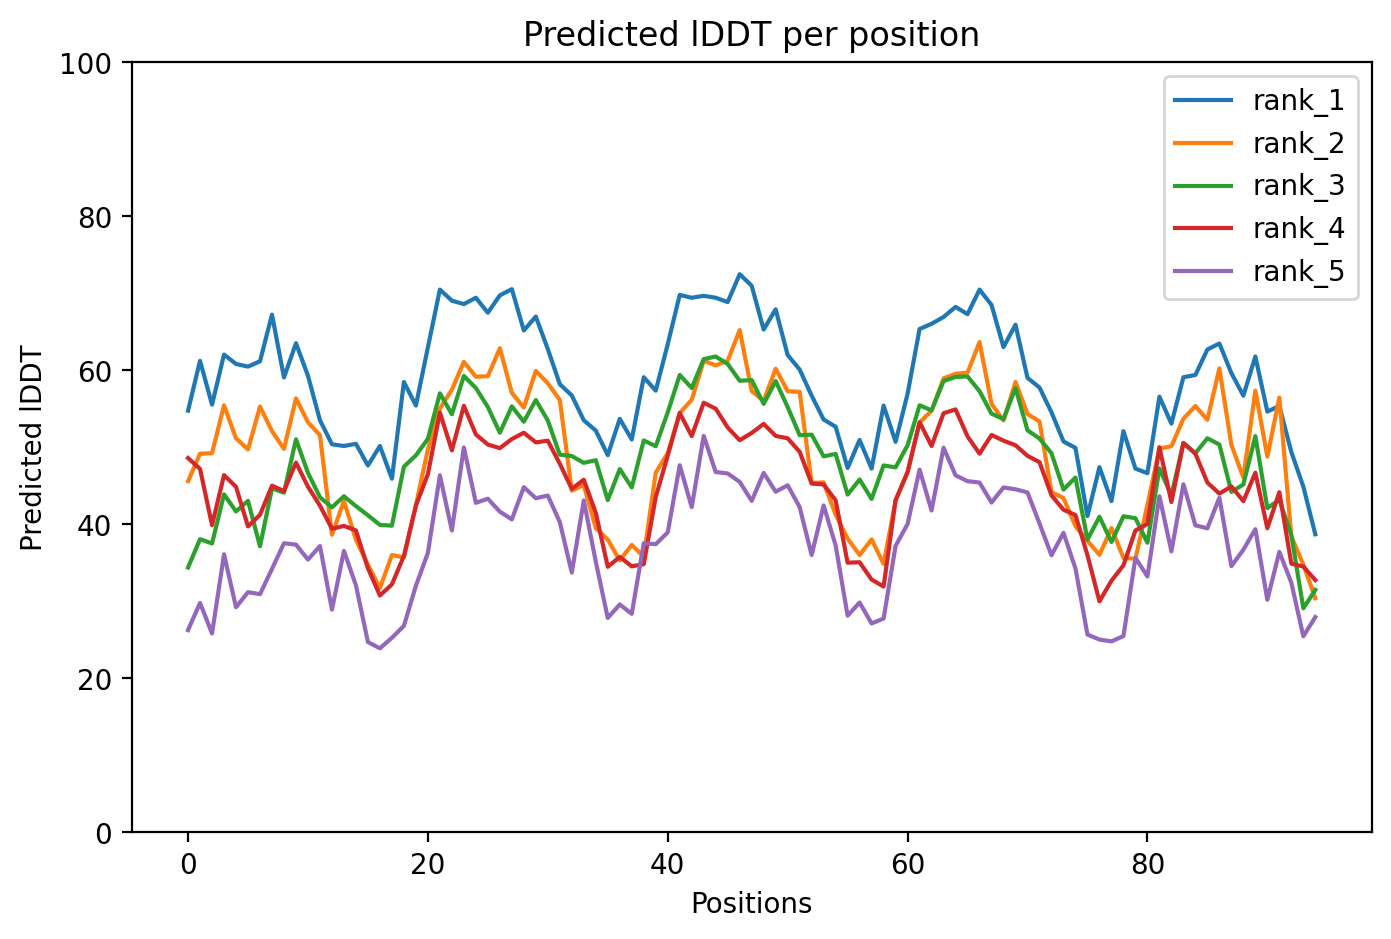 Predicted lDDT per position
100
80
60
40
20
0
Predicted lDDT
0 20 40 60 80
Positions
rank_1
rank_2
rank_3
rank_4
rank_5